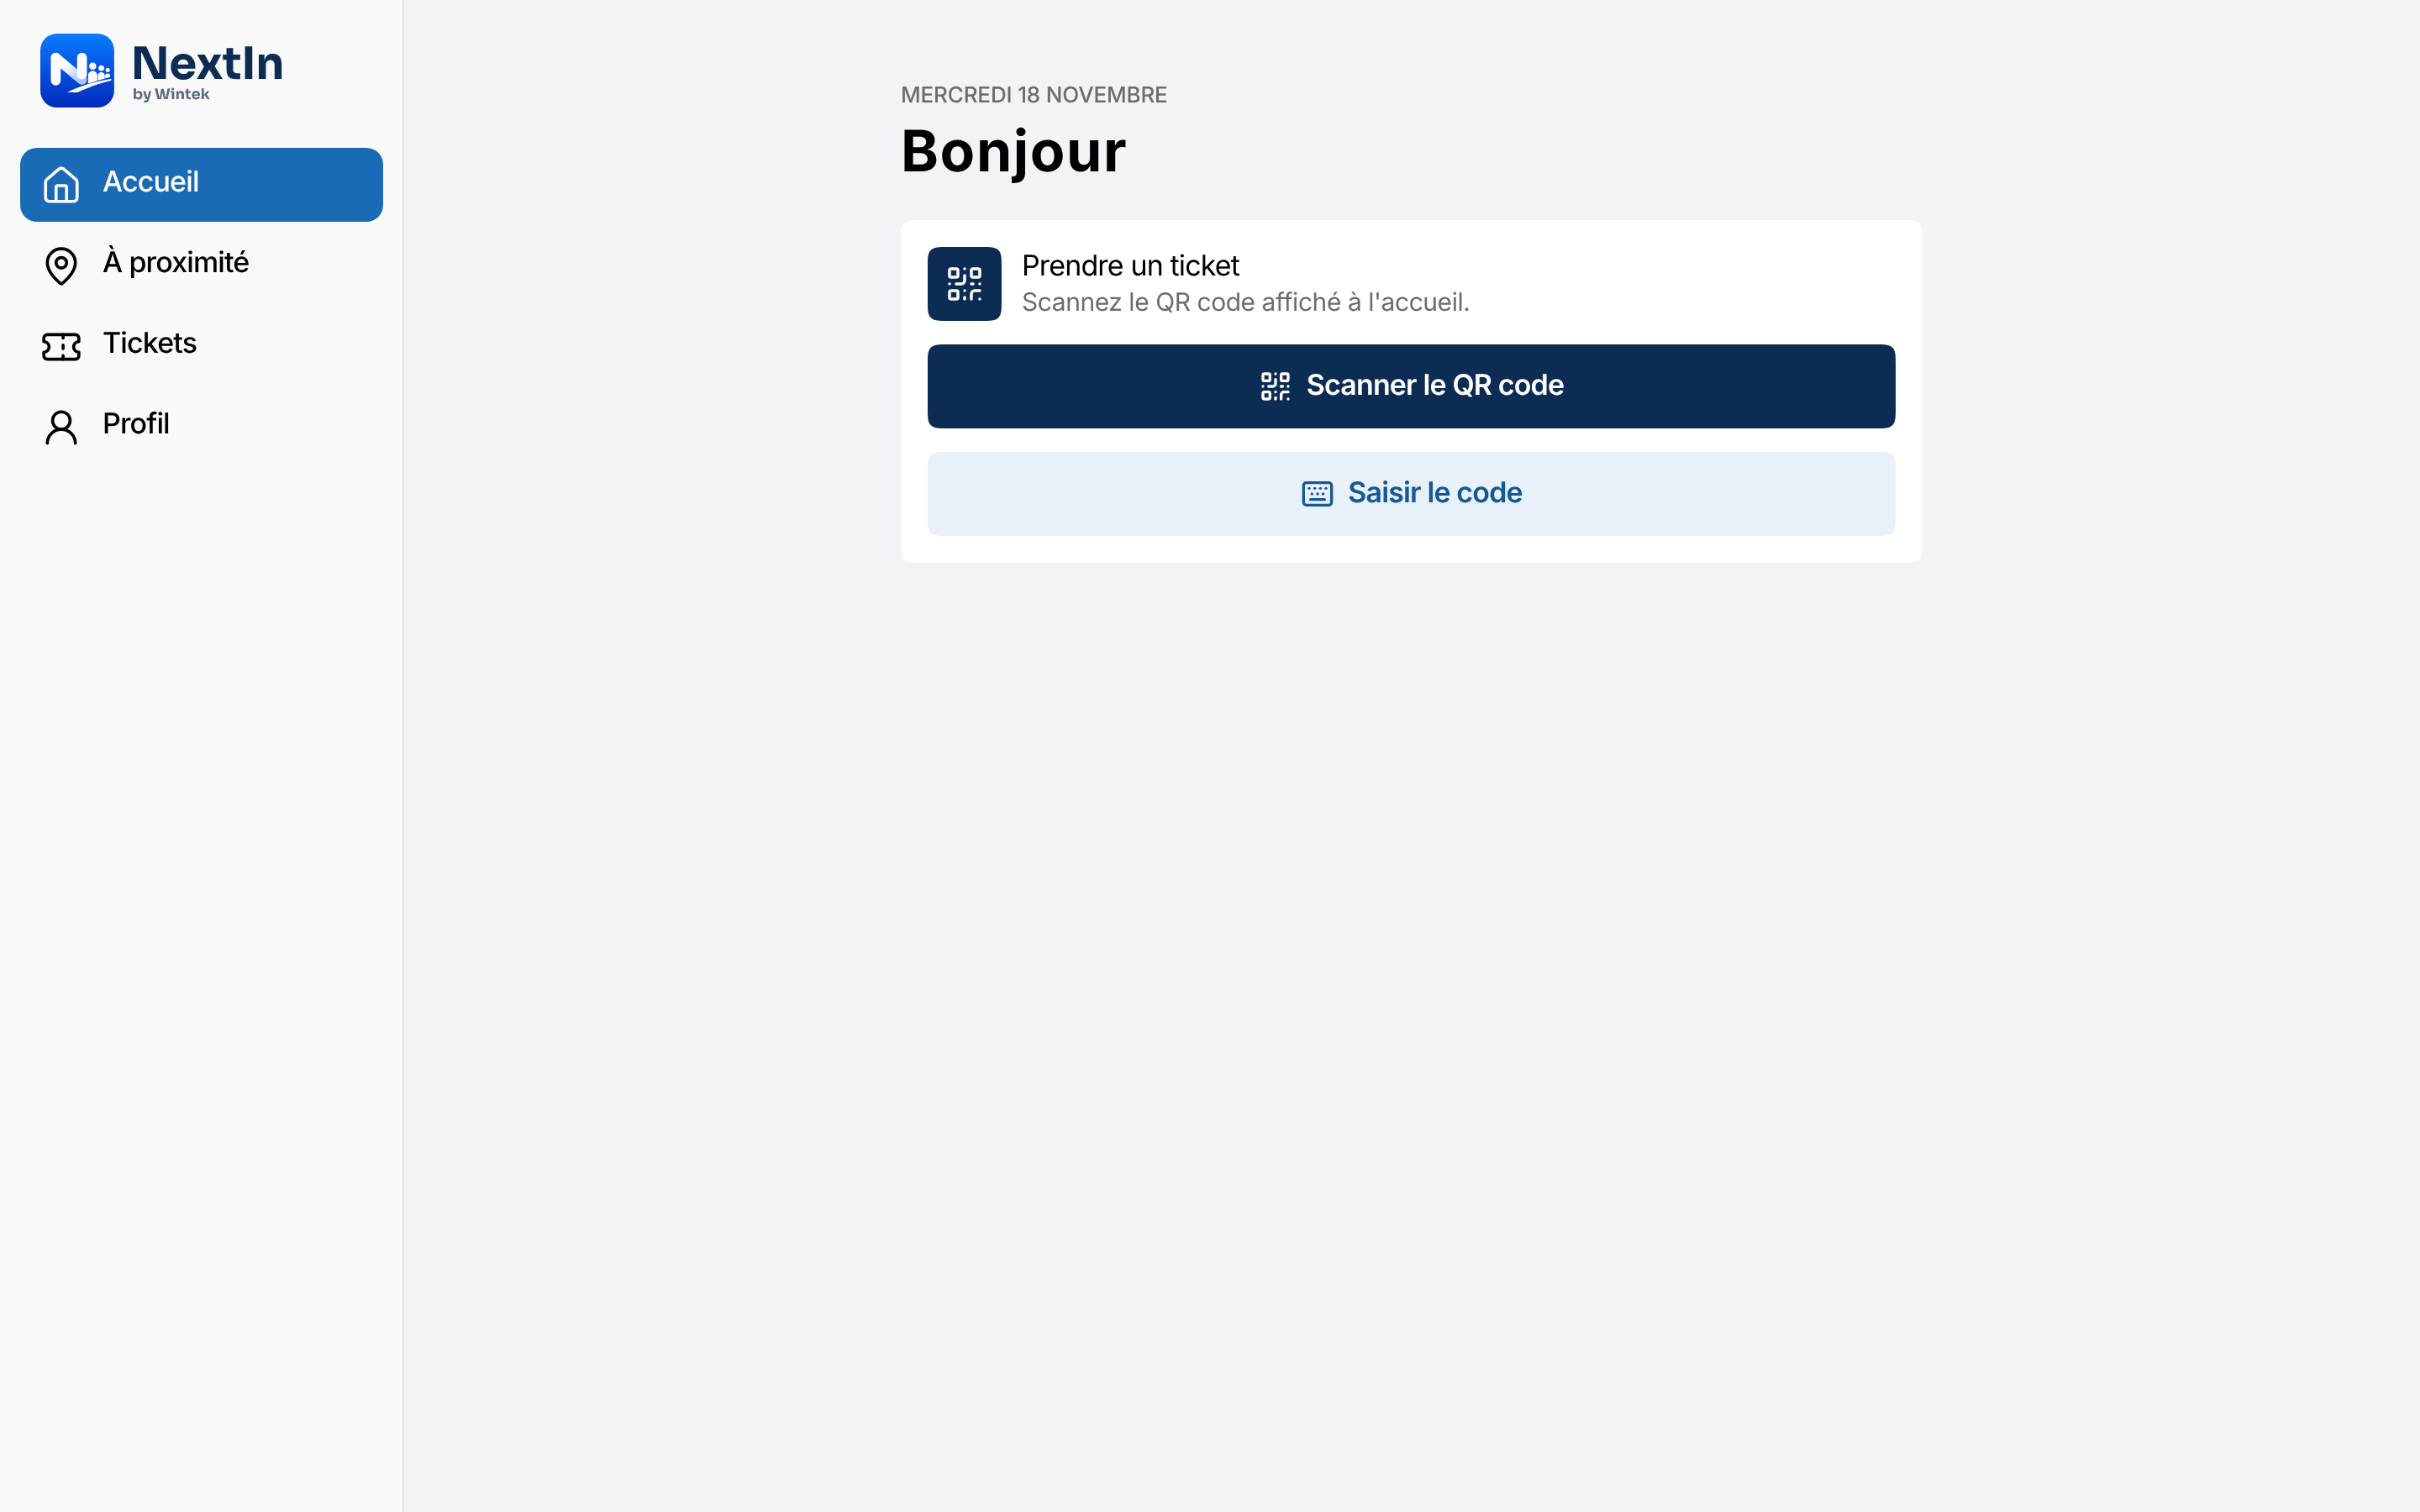 NextIn
by Wintek
Accueil
À proximité
Tickets
Profil
MERCREDI 18 NOVEMBRE
Bonjour
Prendre un ticket
Scannez le QR code affiché à l'accueil.
Scanner le QR code
Saisir le code